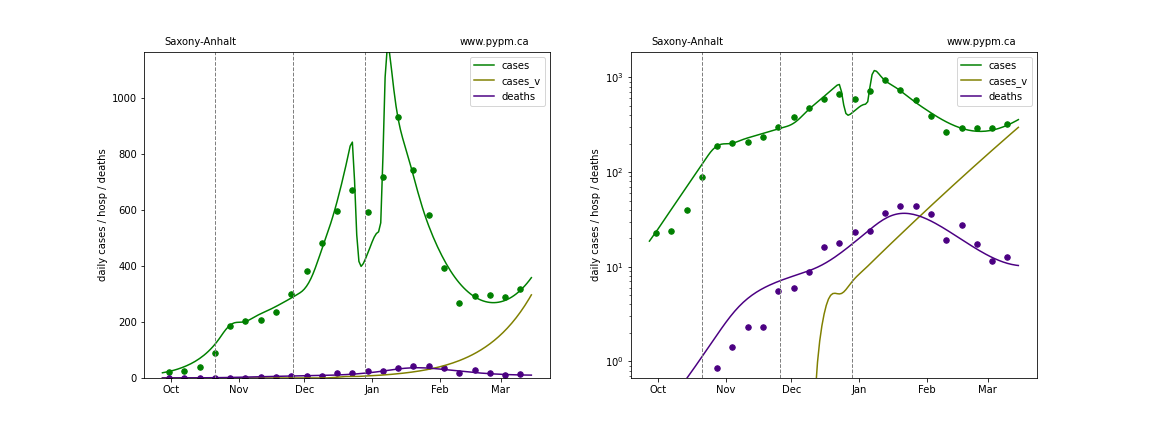 Saxony-Anhalt www.pypm.ca
cases
cases_v
deaths
daily cases / hosp / deaths
1000
800
600
400
200
0
Oct Nov Dec Jan Feb Mar
Saxony-Anhalt www.pypm.ca
cases
cases_v
deaths
daily cases / hosp / deaths
10³
10²
10¹
10⁰
Oct Nov Dec Jan Feb Mar